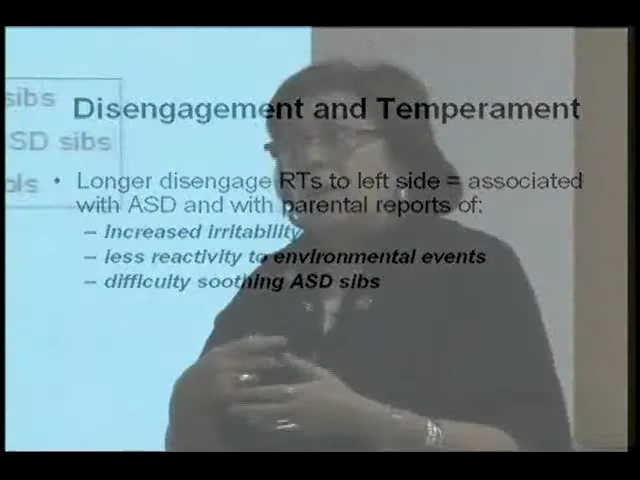 sibs
SD sibs
ols
Disengagement and Temperament
• Longer disengage RTs to left side = associated
with ASD and with parental reports of:
– increased irritability
– less reactivity to environmental events
– difficulty soothing ASD sibs